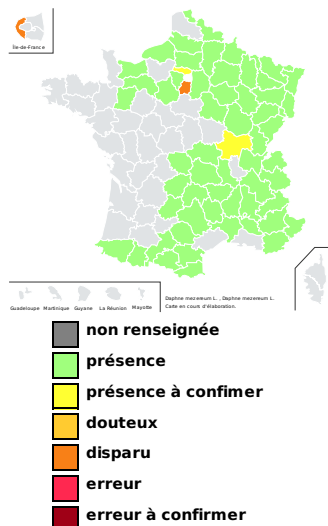 Île-de-France
Guadeloupe Martinique Guyane La Réunion Mayotte
Daphne mezereum L. , Daphne mezereum L.
Carte en cours d'élaboration.
non renseignée
présence
présence à confimer
douteux
disparu
erreur
erreur à confirmer